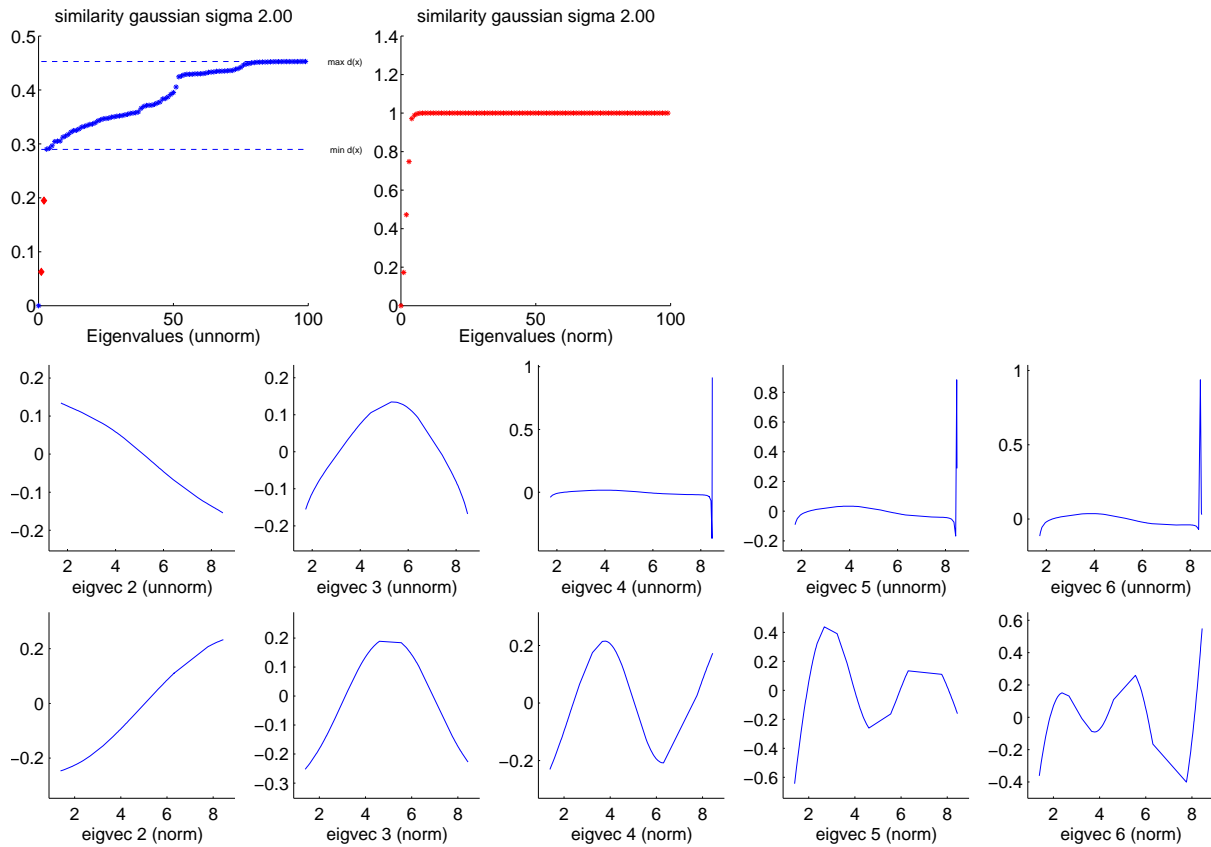 similarity gaussian sigma 2.00
similarity gaussian sigma 2.00
0.5
0.4
0.3
0.2
0.1
0
max d(x)
min d(x)
0
50
100
Eigenvalues (unnorm)
1.4
1.2
1
0.8
0.6
0.4
0.2
0
0
50
100
Eigenvalues (norm)
0.2
0.1
0
−0.1
−0.2
2 4 6 8
eigvec 2 (unnorm)
0.2
0.1
0
−0.1
−0.2
2 4 6 8
eigvec 3 (unnorm)
1
0.5
0
2 4 6 8
eigvec 4 (unnorm)
0.8
0.6
0.4
0.2
0
−0.2
2 4 6 8
eigvec 5 (unnorm)
1
0.5
0
2 4 6 8
eigvec 6 (unnorm)
0.2
0
−0.2
2 4 6 8
eigvec 2 (norm)
0.2
0.1
0
−0.1
−0.2
−0.3
2 4 6 8
eigvec 3 (norm)
0.2
0
−0.2
2 4 6 8
eigvec 4 (norm)
0.4
0.2
0
−0.2
−0.4
−0.6
2 4 6 8
eigvec 5 (norm)
0.6
0.4
0.2
0
−0.2
−0.4
2 4 6 8
eigvec 6 (norm)